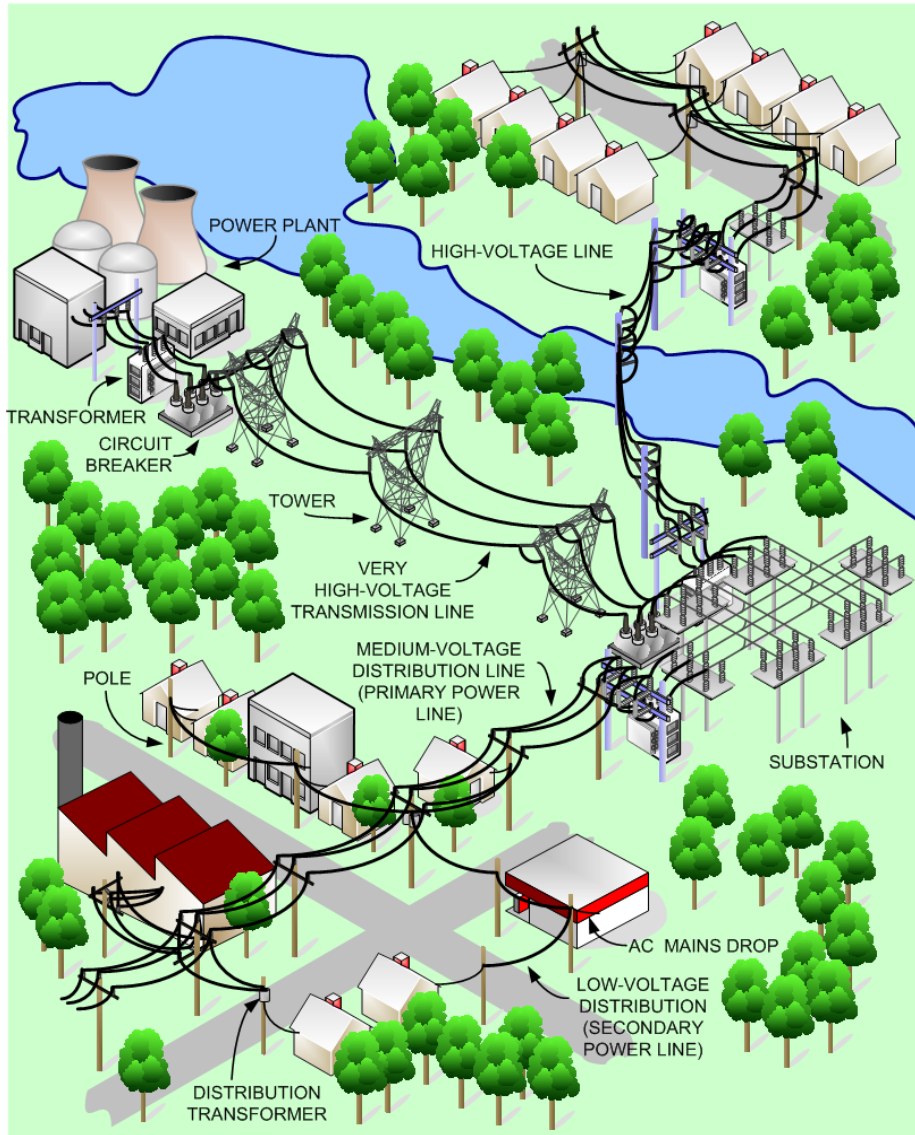 POWER PLANT
HIGH-VOLTAGE LINE
TRANSFORMER
CIRCUIT
BREAKER
TOWER
VERY
HIGH-VOLTAGE
TRANSMISSION LINE
MEDIUM-VOLTAGE
DISTRIBUTION LINE
(PRIMARY POWER
LINE)
POLE
SUBSTATION
AC MAINS DROP
LOW-VOLTAGE
DISTRIBUTION
(SECONDARY
POWER LINE)
DISTRIBUTION
TRANSFORMER